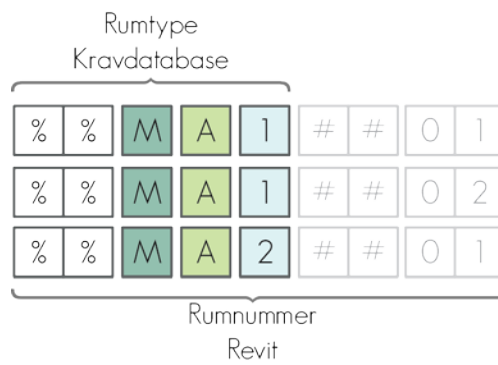 Rumtype
Kravdatabase
% % M A 1 # # 0 1
% % M A 1 # # 0 2
% % M A 2 # # 0 1
Rumnummer
Revit